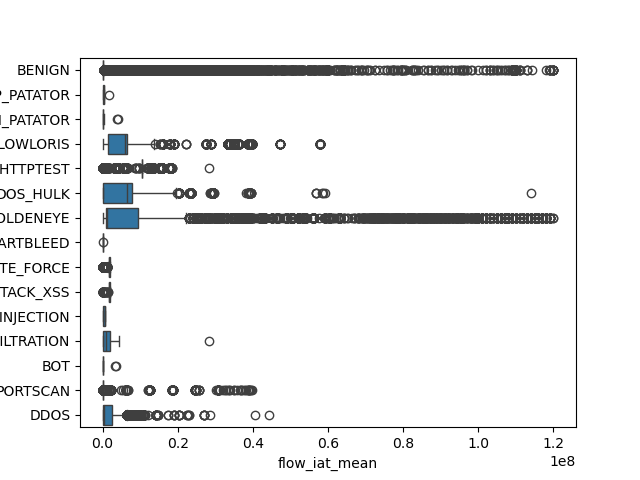 BENIGN
P_PATATOR
H_PATATOR
LOWLORIS
HTTPTEST
DOS_HULK
OLDENEYE
ARTBLEED
TE_FORCE
TACK_XSS
INJECTION
ILTRATION
BOT
PORTSCAN
DDOS
0.0 0.2 0.4 0.6 0.8 1.0 1.2
flow_iat_mean
1e8